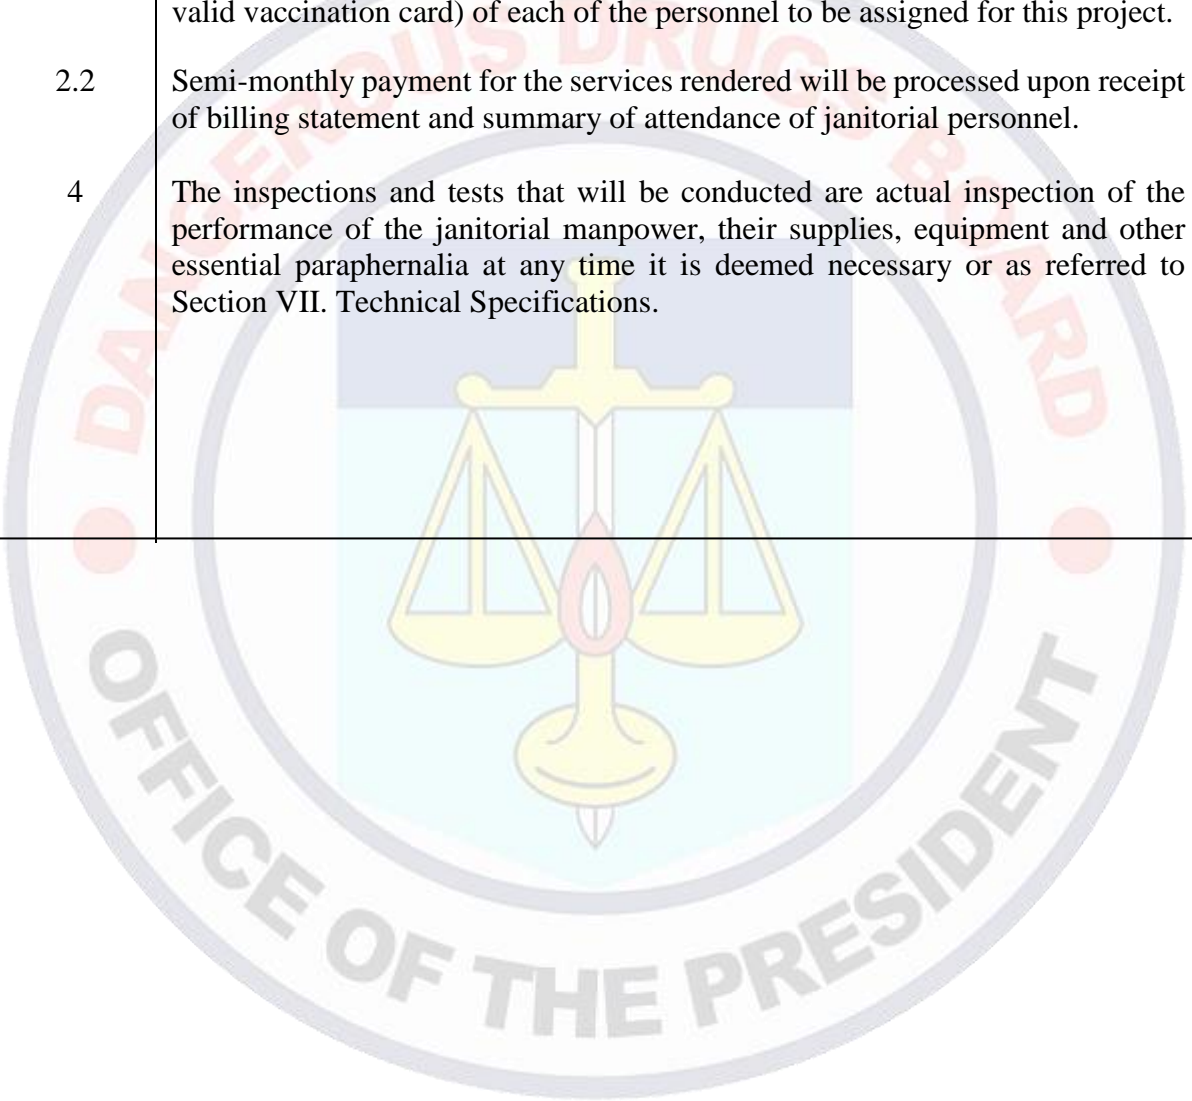 valid vaccination card) of each of the personnel to be assigned for this project.
2.2 Semi-monthly payment for the services rendered will be processed upon receipt
of billing statement and summary of attendance of janitorial personnel.
4 The inspections and tests that will be conducted are actual inspection of the
performance of the janitorial manpower, their supplies, equipment and other
essential paraphernalia at any time it is deemed necessary or as referred to
Section VII. Technical Specifications.
DANGEROUS DRUGS BOARD
OFFICE OF THE PRESIDENT